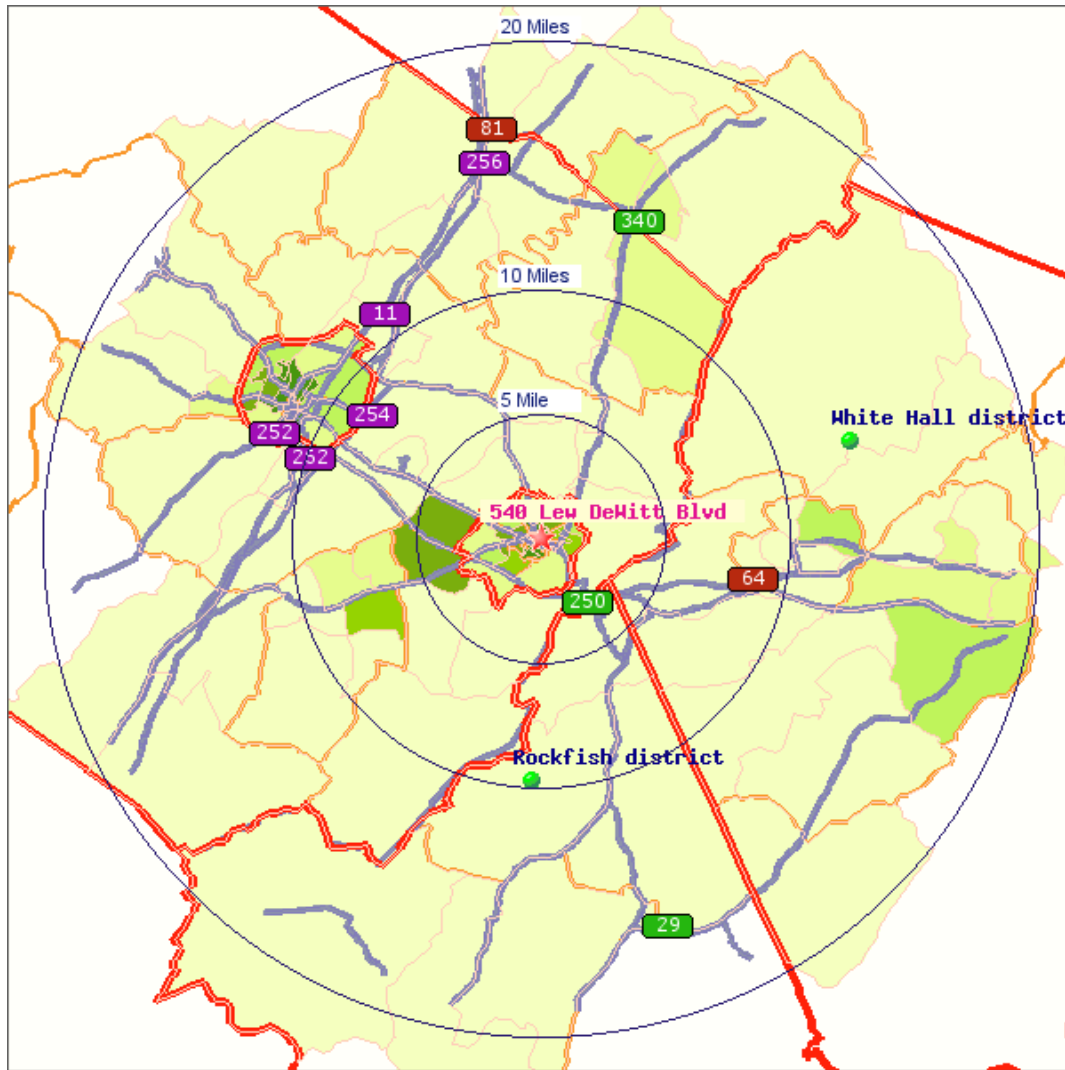 20 Miles
81
256
340
10 Miles
11
5 Mile
254
White Hall district
252
252
540 Lew DeWitt Blvd
64
250
Rockfish district
29